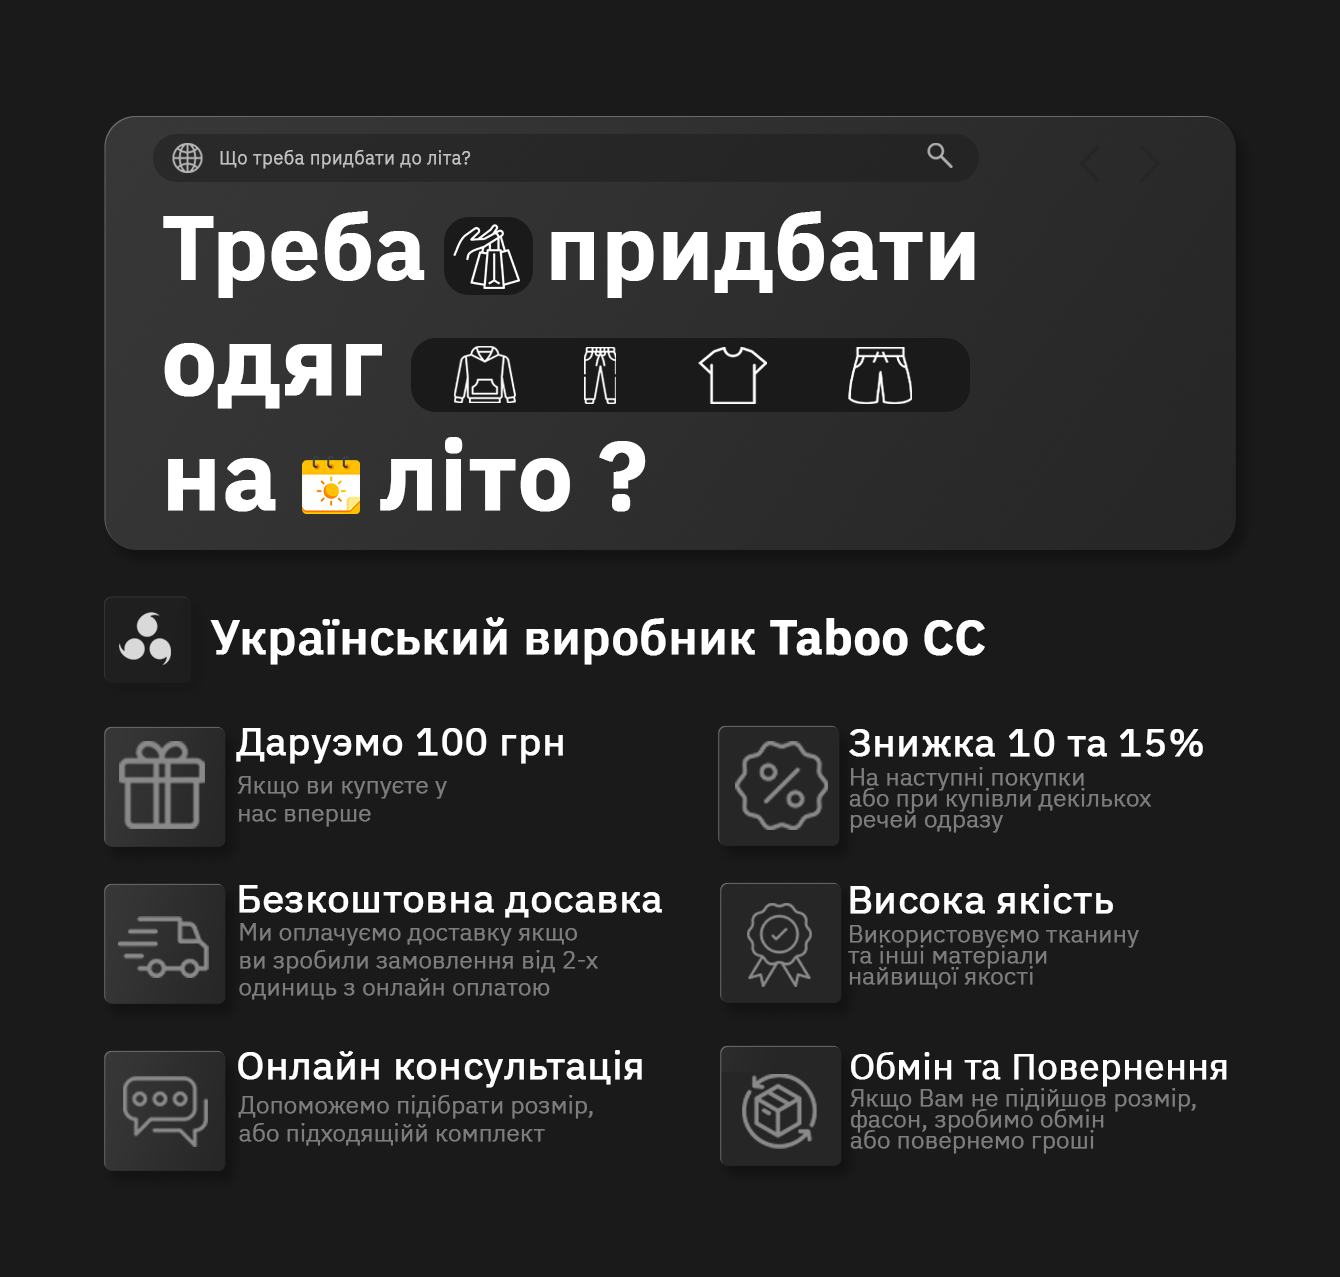 Що треба придбати до літа?
Треба придбати
одяг
на літо ?
Український виробник Taboo CC
Даруэмо 100 грн
Якщо ви купуєте у
нас вперше
Знижка 10 та 15%
На наступні покупки
або при купівли декількох
речей одразу
Безкоштовна досавка
Ми оплачуємо доставку якщо
ви зробили замовлення від 2-х
одиниць з онлайн оплатою
Висока якість
Використовуємо тканину
та інші матеріали
найвищої якості
Онлайн консультація
Допоможемо підібрати розмір,
або підходящійй комплект
Обмін та Повернення
Якщо Вам не підійшов розмір,
фасон, зробимо обмін
або повернемо гроші